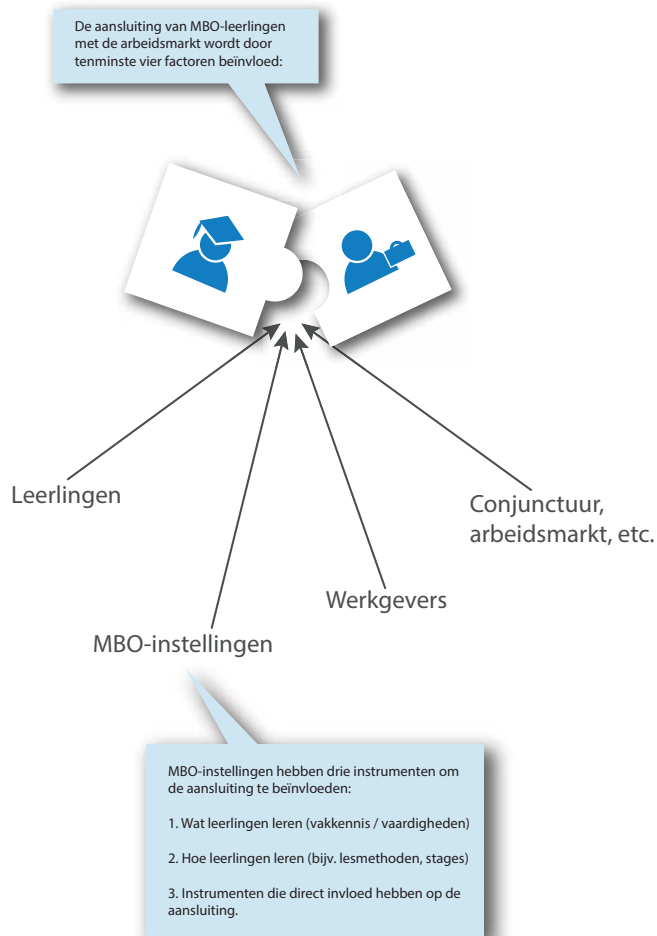 De aansluiting van MBO-leerlingen
met de arbeidsmarkt wordt door
tenminste vier factoren beïnvloed:
Leerlingen
Conjunctuur,
arbeidsmarkt, etc.
Werkgevers
MBO-instellingen
MBO-instellingen hebben drie instrumenten om
de aansluiting te beïnvloeden:
1. Wat leerlingen leren (vakkennis / vaardigheden)
2. Hoe leerlingen leren (bijv. lesmethoden, stages)
3. Instrumenten die direct invloed hebben op de
aansluiting.